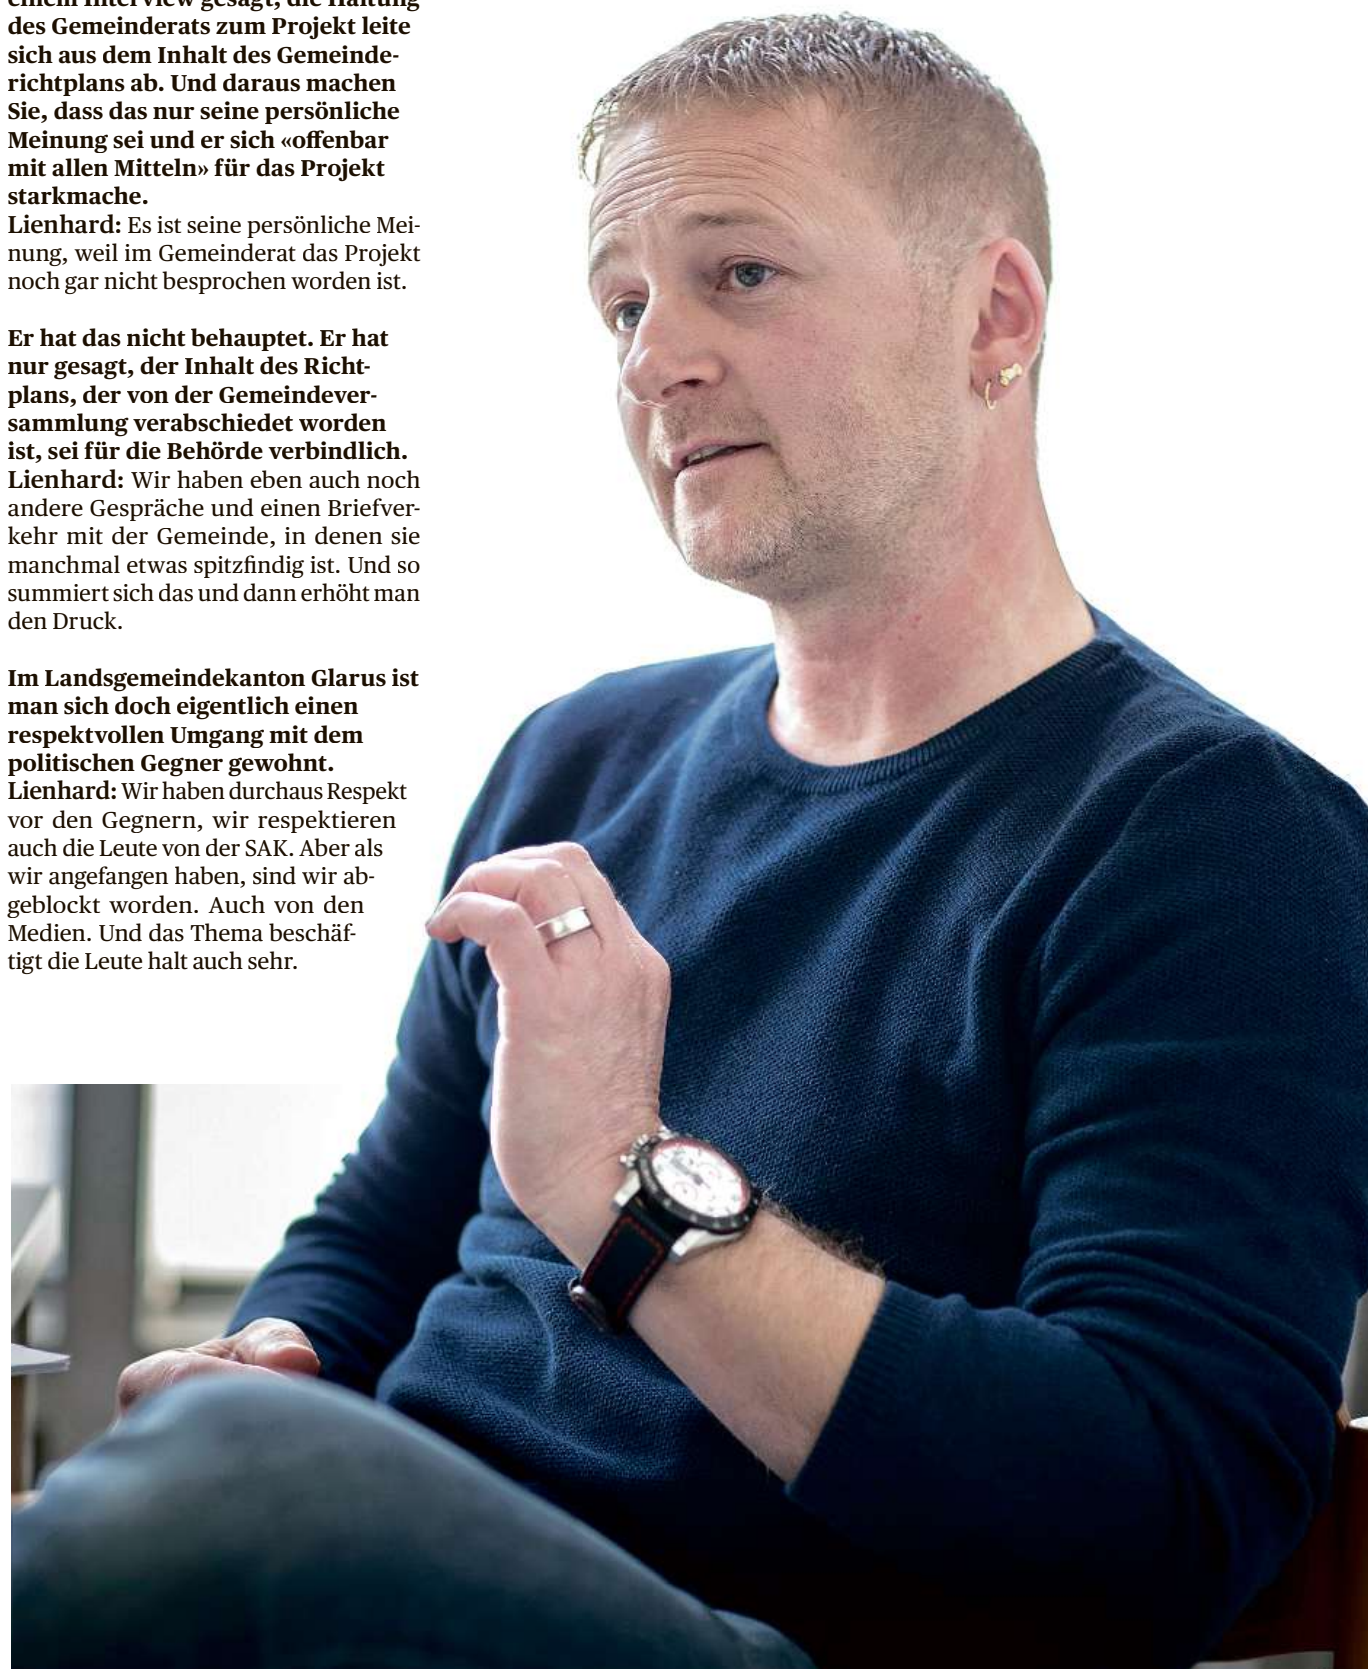 einem Interview gesagt, die Haltung
des Gemeinderats zum Projekt leite
sich aus dem Inhalt des Gemeinde-
richtplans ab. Und daraus machen
Sie, dass das nur seine persönliche
Meinung sei und er sich «offenbar
mit allen Mitteln» für das Projekt
starkmache.
Lienhard: Es ist seine persönliche Mei-
nung, weil im Gemeinderat das Projekt
noch gar nicht besprochen worden ist.
Er hat das nicht behauptet. Er hat
nur gesagt, der Inhalt des Richt-
plans, der von der Gemeindever-
sammlung verabschiedet worden
ist, sei für die Behörde verbindlich.
Lienhard: Wir haben eben auch noch
andere Gespräche und einen Briefver-
kehr mit der Gemeinde, in denen sie
manchmal etwas spitzfindig ist. Und so
summiert sich das und dann erhöht man
den Druck.
Im Landsgemeindekanton Glarus ist
man sich doch eigentlich einen
respektvollen Umgang mit dem
politischen Gegner gewohnt.
Lienhard: Wir haben durchaus Respekt
vor den Gegnern, wir respektieren
auch die Leute von der SAK. Aber als
wir angefangen haben, sind wir ab-
geblockt worden. Auch von den
Medien. Und das Thema beschäf-
tigt die Leute halt auch sehr.